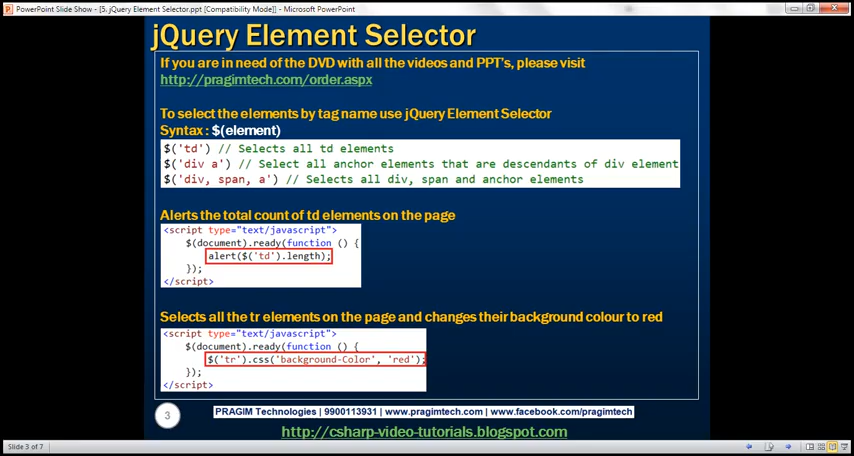 PowerPoint Slide Show - [5. jQuery Element Selector.ppt [Compatibility Mode]] - Microsoft PowerPoint
jQuery Element Selector
If you are in need of the DVD with all the videos and PPT's, please visit
http://pragimtech.com/order.aspx
To select the elements by tag name use jQuery Element Selector
Syntax : $(element)
$('td') // Selects all td elements
$('div a') // Select all anchor elements that are descendants of div element
$('div, span, a') // Selects all div, span and anchor elements
Alerts the total count of td elements on the page
<script type="text/javascript">
$(document).ready(function () {
alert($('td').length);
});
</script>
Selects all the tr elements on the page and changes their background colour to red
<script type="text/javascript">
$(document).ready(function () {
$('tr').css('background-Color', 'red');
});
</script>
3
PRAGIM Technologies | 9900113931 | www.pragimtech.com | www.facebook.com/pragimtech
http://csharp-video-tutorials.blogspot.com
Slide 3 of 7